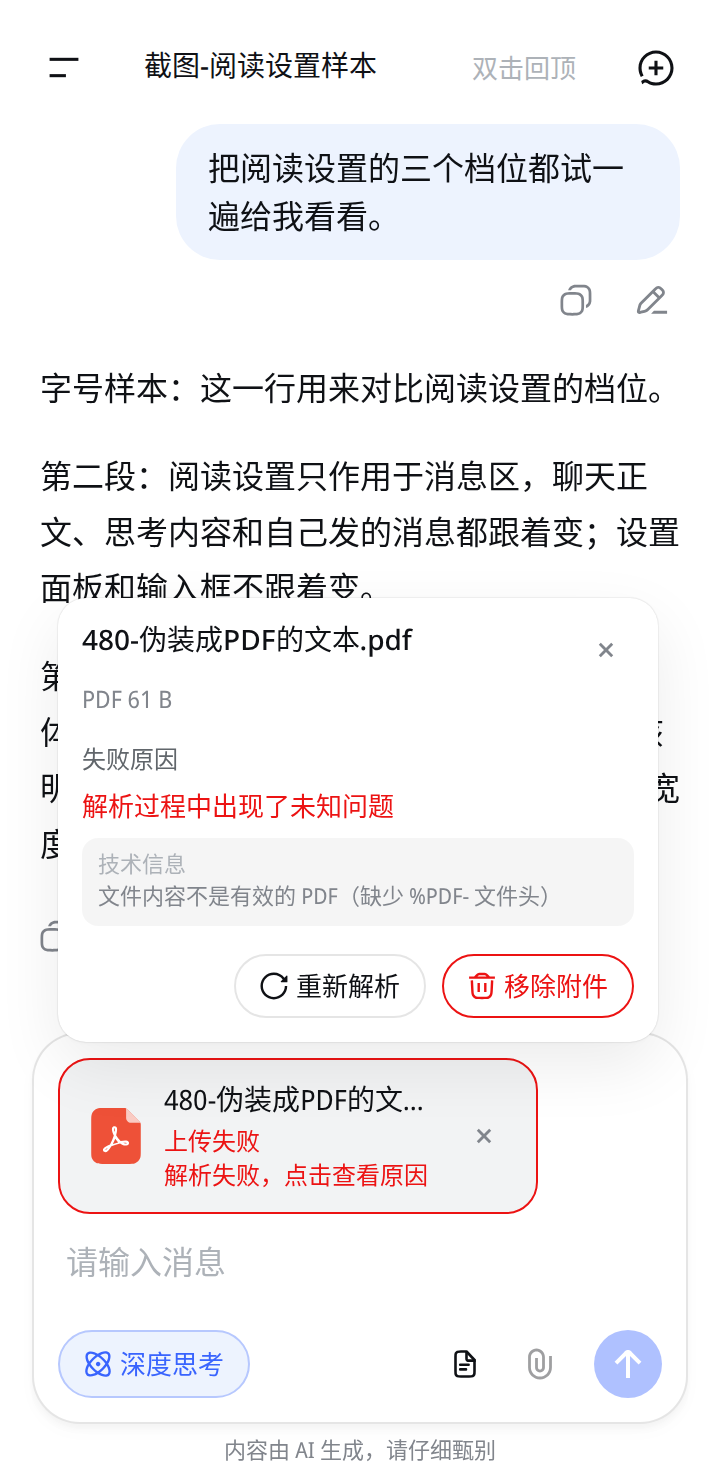 截图-阅读设置样本
双击回顶
把阅读设置的三个档位都试一
遍给我看看。
字号样本：这一行用来对比阅读设置的档位。
第二段：阅读设置只作用于消息区，聊天正
文、思考内容和自己发的消息都跟着变；设置
面板和输入框不跟着变。
480-伪装成PDF的文本.pdf
PDF 61 B
失败原因
解析过程中出现了未知问题
技术信息
文件内容不是有效的 PDF（缺少 %PDF- 文件头）
重新解析
移除附件
480-伪装成PDF的文...
上传失败
解析失败，点击查看原因
请输入消息
深度思考
内容由 AI 生成，请仔细甄别